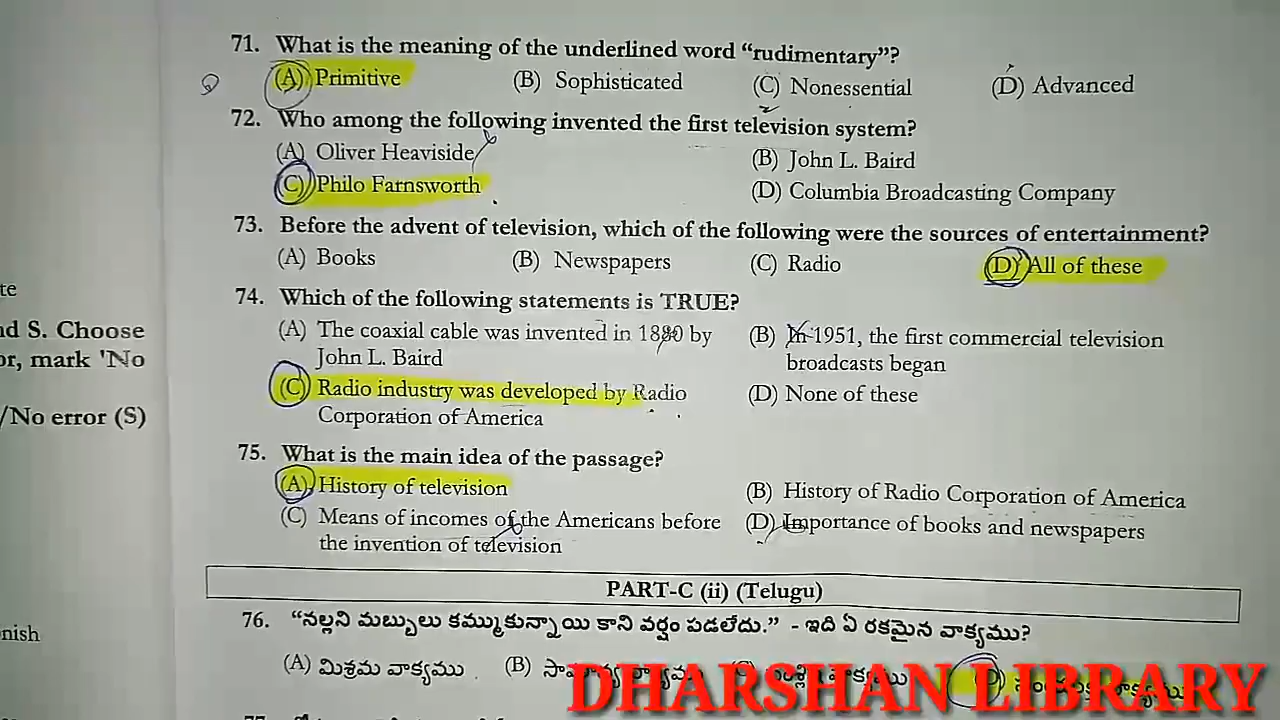 71. What is the meaning of the underlined word “rudimentary”?
(A) Primitive (B) Sophisticated (C) Nonessential (D) Advanced
72. Who among the following invented the first television system?
(A) Oliver Heaviside (B) John L. Baird
(C) Philo Farnsworth (D) Columbia Broadcasting Company
73. Before the advent of television, which of the following were the sources of entertainment?
(A) Books (B) Newspapers (C) Radio (D) All of these
te
74. Which of the following statements is TRUE?
nd S. Choose
(A) The coaxial cable was invented in 1880 by (B) In 1951, the first commercial television
or, mark 'No
John L. Baird broadcasts began
(C) Radio industry was developed by Radio (D) None of these
/No error (S)
Corporation of America
75. What is the main idea of the passage?
(A) History of television (B) History of Radio Corporation of America
(C) Means of incomes of the Americans before (D) Importance of books and newspapers
the invention of television
PART-C (ii) (Telugu)
nish
76. “నల్లని మబ్బులు కమ్ముకున్నాయి కాని వర్షం పడలేదు.” - ఇది ఏ రకమైన వాక్యము?
(A) మిశ్రమ వాక్యము (B)
DHARSHAN LIBRARY